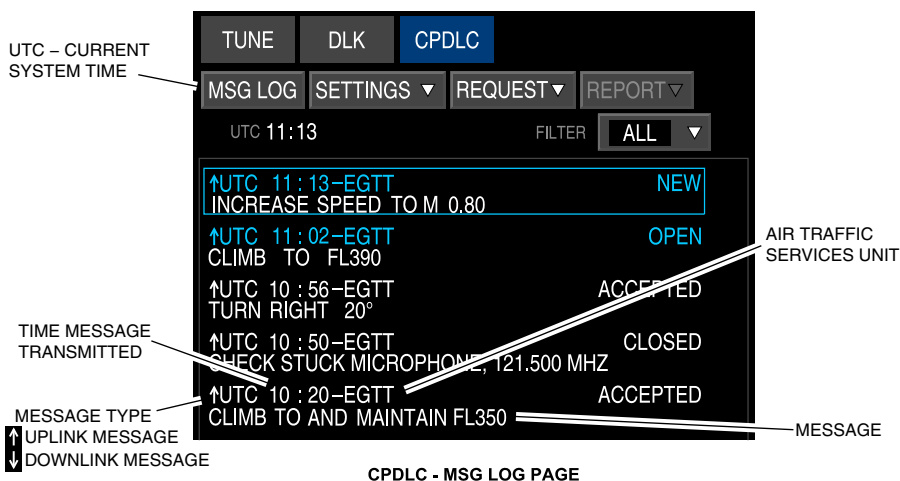 UTC – CURRENT
SYSTEM TIME
TUNE DLK CPDLC
MSG LOG SETTINGS ▼ REQUEST ▼ REPORT ▽
UTC 11:13 FILTER ALL ▼
↑UTC 11:13–EGTT NEW
INCREASE SPEED TO M 0.80
↑UTC 11:02–EGTT OPEN
CLIMB TO FL390
↑UTC 10:56–EGTT ACCEPTED
TURN RIGHT 20°
↑UTC 10:50–EGTT CLOSED
CHECK STUCK MICROPHONE, 121.500 MHZ
↑UTC 10:20–EGTT ACCEPTED
CLIMB TO AND MAINTAIN FL350
AIR TRAFFIC
SERVICES UNIT
TIME MESSAGE
TRANSMITTED
MESSAGE TYPE
↑ UPLINK MESSAGE
↓ DOWNLINK MESSAGE
MESSAGE
CPDLC - MSG LOG PAGE